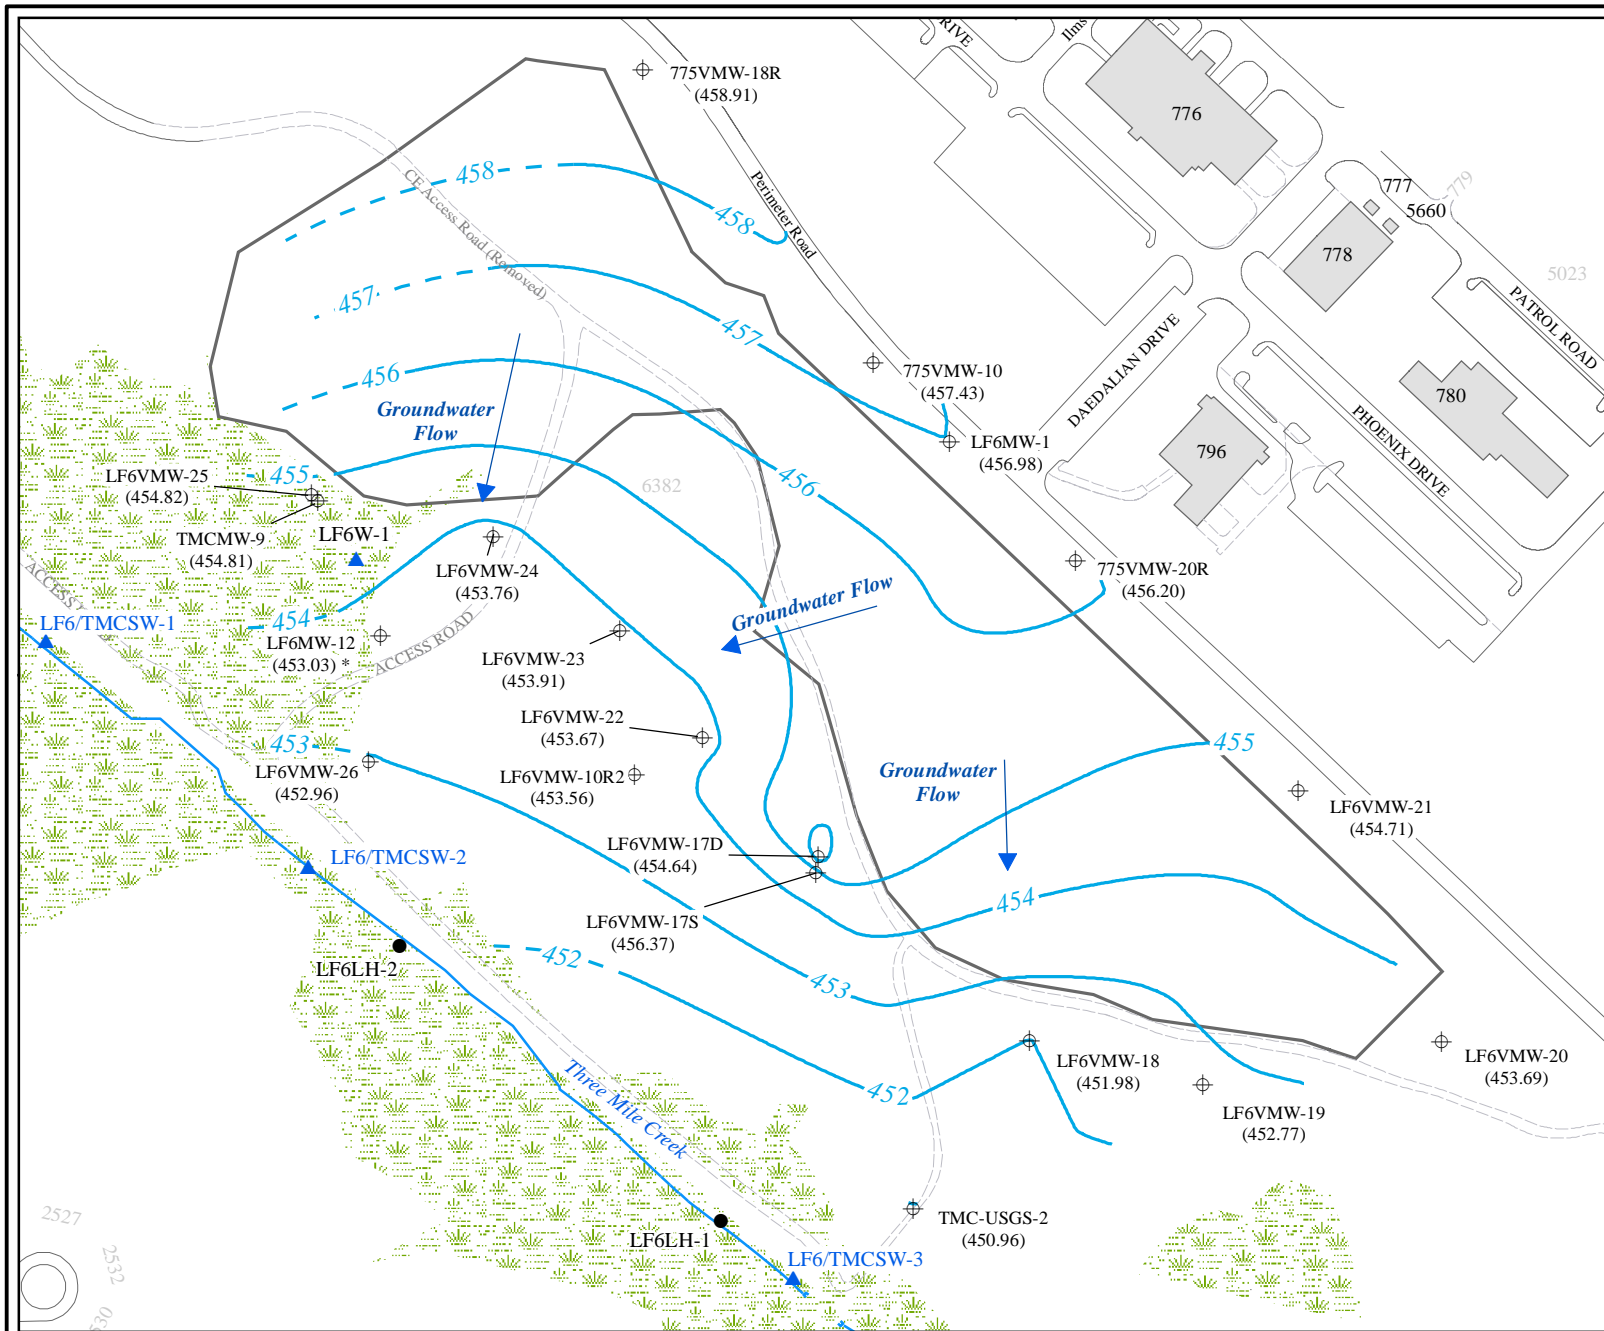 DRIVE
Ilms
775VMW-18R
(458.91)
776
777
779
5660
458
CE Access Road (Removed)
458
Perimeter Road
778
5023
457
457
PATROL ROAD
456
775VMW-10
(457.43)
DAEDALIAN DRIVE
780
Groundwater
Flow
PHOENIX DRIVE
LF6MW-1
(456.98)
796
455
LF6VMW-25
(454.82)
6382
456
TMCMW-9
(454.81)
LF6W-1
LF6VMW-24
(453.76)
775VMW-20R
(456.20)
ACCESS
Groundwater Flow
454
LF6/TMCSW-1
LF6MW-12
(453.03) *
ACCESS ROAD
LF6VMW-23
(453.91)
LF6VMW-22
(453.67)
453
455
LF6VMW-26
(452.96)
LF6VMW-10R2
(453.56)
Groundwater
Flow
LF6VMW-21
(454.71)
LF6VMW-17D
(454.64)
LF6/TMCSW-2
454
LF6VMW-17S
(456.37)
452
LF6LH-2
453
LF6VMW-18
(451.98)
LF6VMW-20
(453.69)
Three Mile Creek
452
LF6VMW-19
(452.77)
2527
TMC-USGS-2
(450.96)
LF6LH-1
2532
LF6/TMCSW-3
530